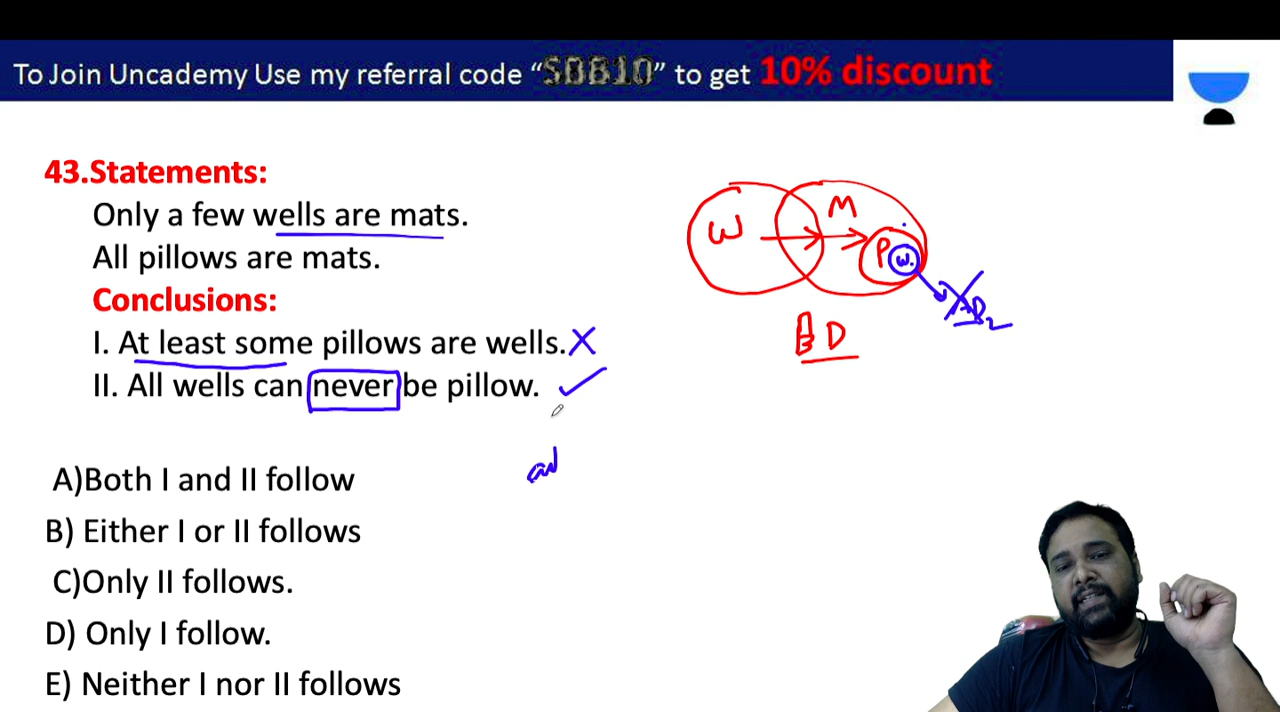 To Join Uncademy Use my referral code “SBB10” to get 10% discount
43.Statements:
Only a few wells are mats.
All pillows are mats.
Conclusions:
I. At least some pillows are wells.X
II. All wells can never be pillow. ✓
A)Both I and II follow
B) Either I or II follows
C)Only II follows.
D) Only I follow.
E) Neither I nor II follows
W
M
P
W
D